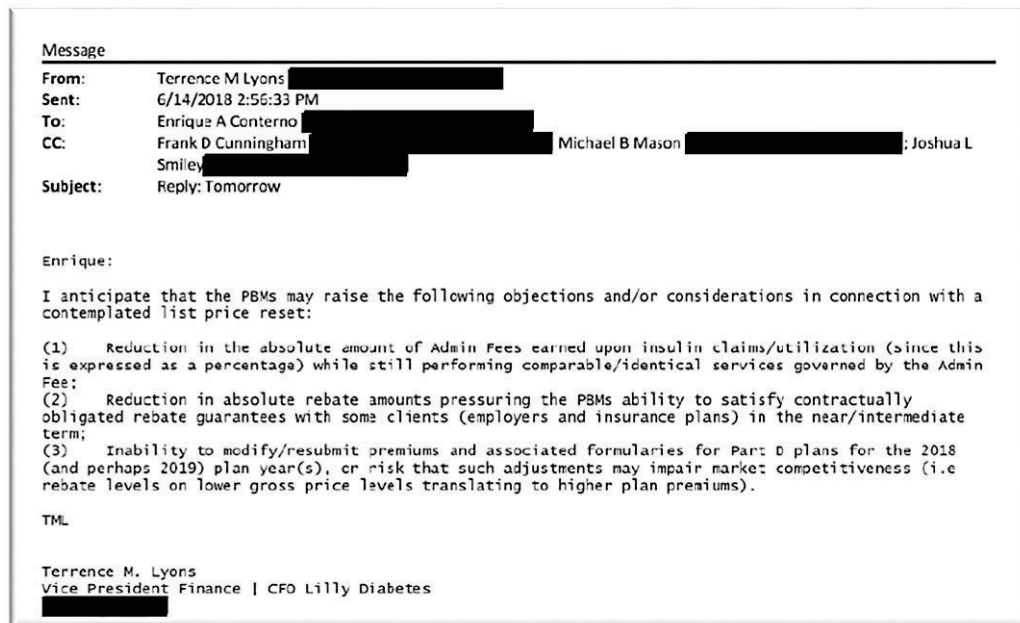 Message
From: Terrence M Lyons
Sent: 6/14/2018 2:56:33 PM
To: Enrique A Conterno
CC: Frank D Cunningham Michael B Mason ; Joshua L
Smiley
Subject: Reply: Tomorrow
Enrique:
I anticipate that the PBMs may raise the following objections and/or considerations in connection with a
contemplated list price reset:
(1) Reduction in the absolute amount of Admin Fees earned upon insulin claims/utilization (since this
is expressed as a percentage) while still performing comparable/identical services governed by the Admin
Fee;
(2) Reduction in absolute rebate amounts pressuring the PBMs ability to satisfy contractually
obligated rebate guarantees with some clients (employers and insurance plans) in the near/intermediate
term;
(3) Inability to modify/resubmit premiums and associated formularies for Part D plans for the 2018
(and perhaps 2019) plan year(s), or risk that such adjustments may impair market competitiveness (i.e
rebate levels on lower gross price levels translating to higher plan premiums).
TML
Terrence M. Lyons
Vice President Finance | CFO Lilly Diabetes